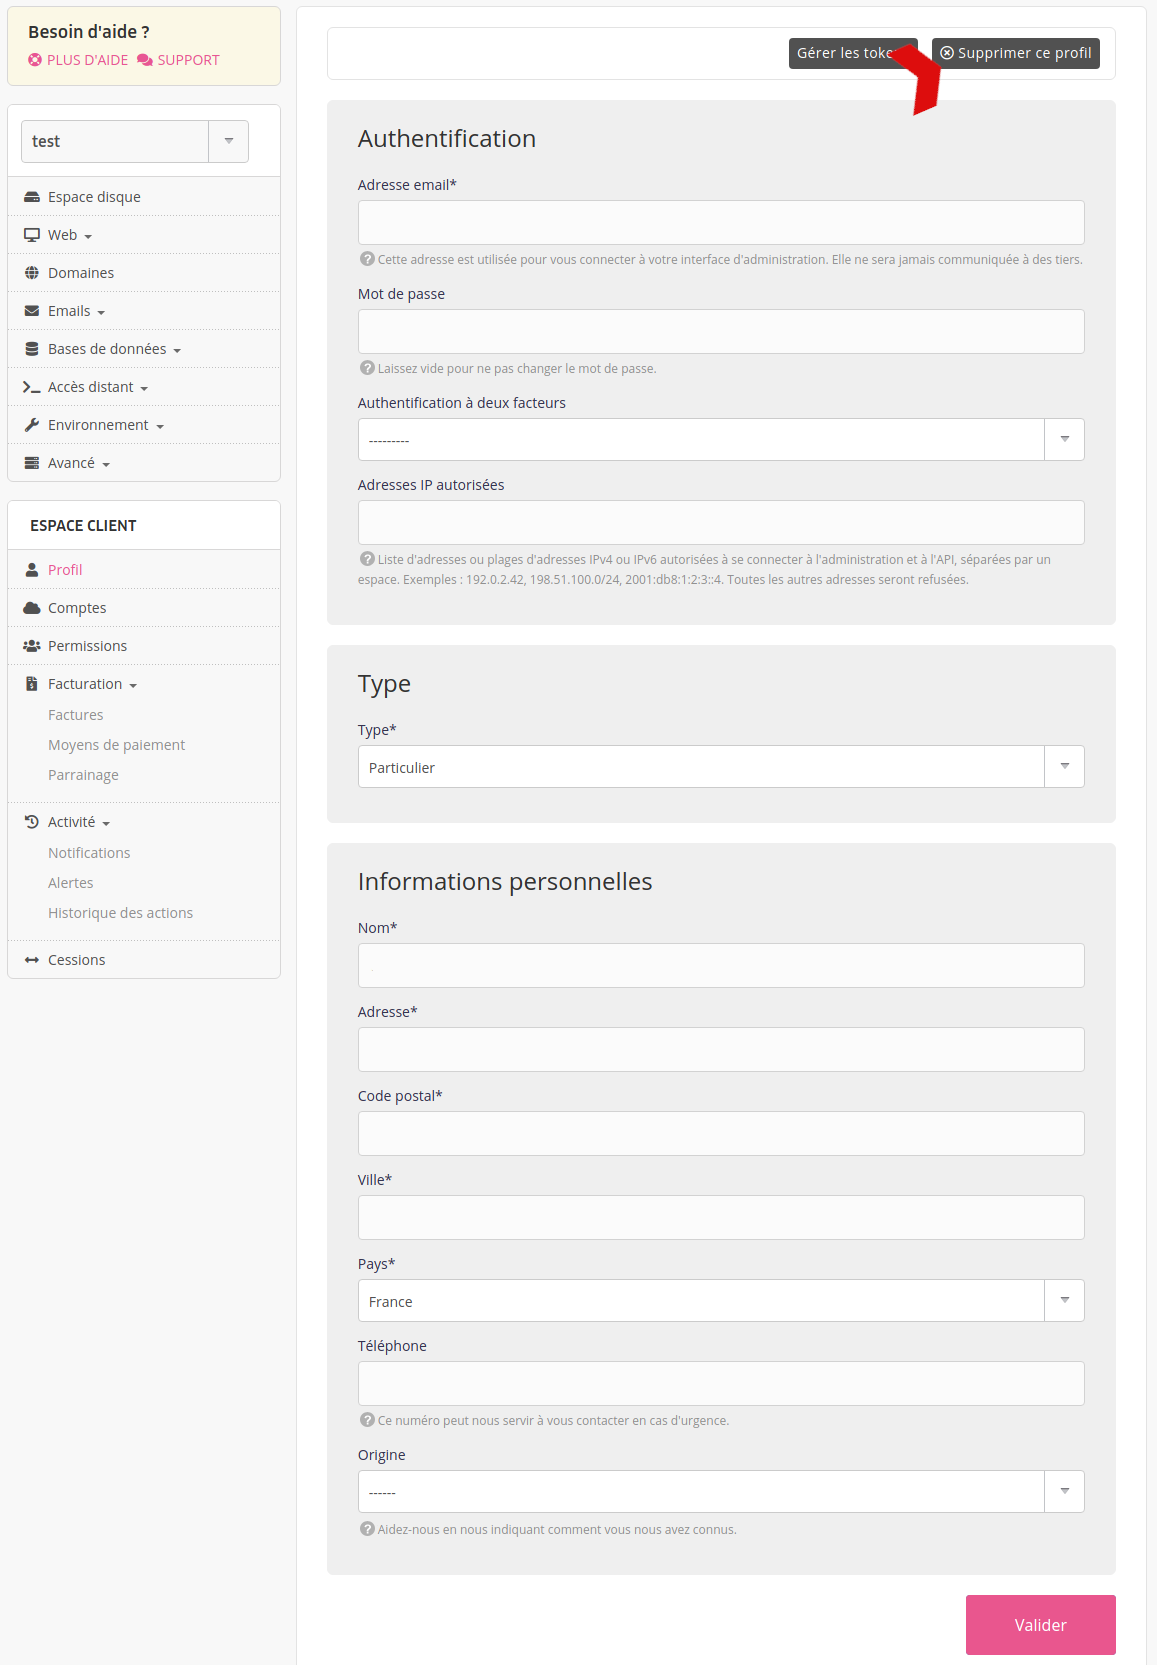 Besoin d'aide ?
PLUS D'AIDE SUPPORT
test
Espace disque
Web
Domaines
Emails
Bases de données
Accès distant
Environnement
Avancé
ESPACE CLIENT
Profil
Comptes
Permissions
Facturation
Factures
Moyens de paiement
Parrainage
Activité
Notifications
Alertes
Historique des actions
Cessions
Gérer les Supprimer ce profil
Authentification
Adresse email*
Cette adresse est utilisée pour vous connecter à votre interface d'administration. Elle ne sera jamais communiquée à des tiers.
Mot de passe
Laissez vide pour ne pas changer le mot de passe.
Authentification à deux facteurs
---------
Adresses IP autorisées
Liste d'adresses ou plages d'adresses IPv4 ou IPv6 autorisées à se connecter à l'administration et à l'API, séparées par un
espace. Exemples : 192.0.2.42, 198.51.100.0/24, 2001:db8:1:2:3::4. Toutes les autres adresses seront refusées.
Type
Type*
Particulier
Informations personnelles
Nom*
Adresse*
Code postal*
Ville*
Pays*
France
Téléphone
Ce numéro peut nous servir à vous contacter en cas d'urgence.
Origine
------
Aidez-nous en nous indiquant comment vous nous avez connus.
Valider